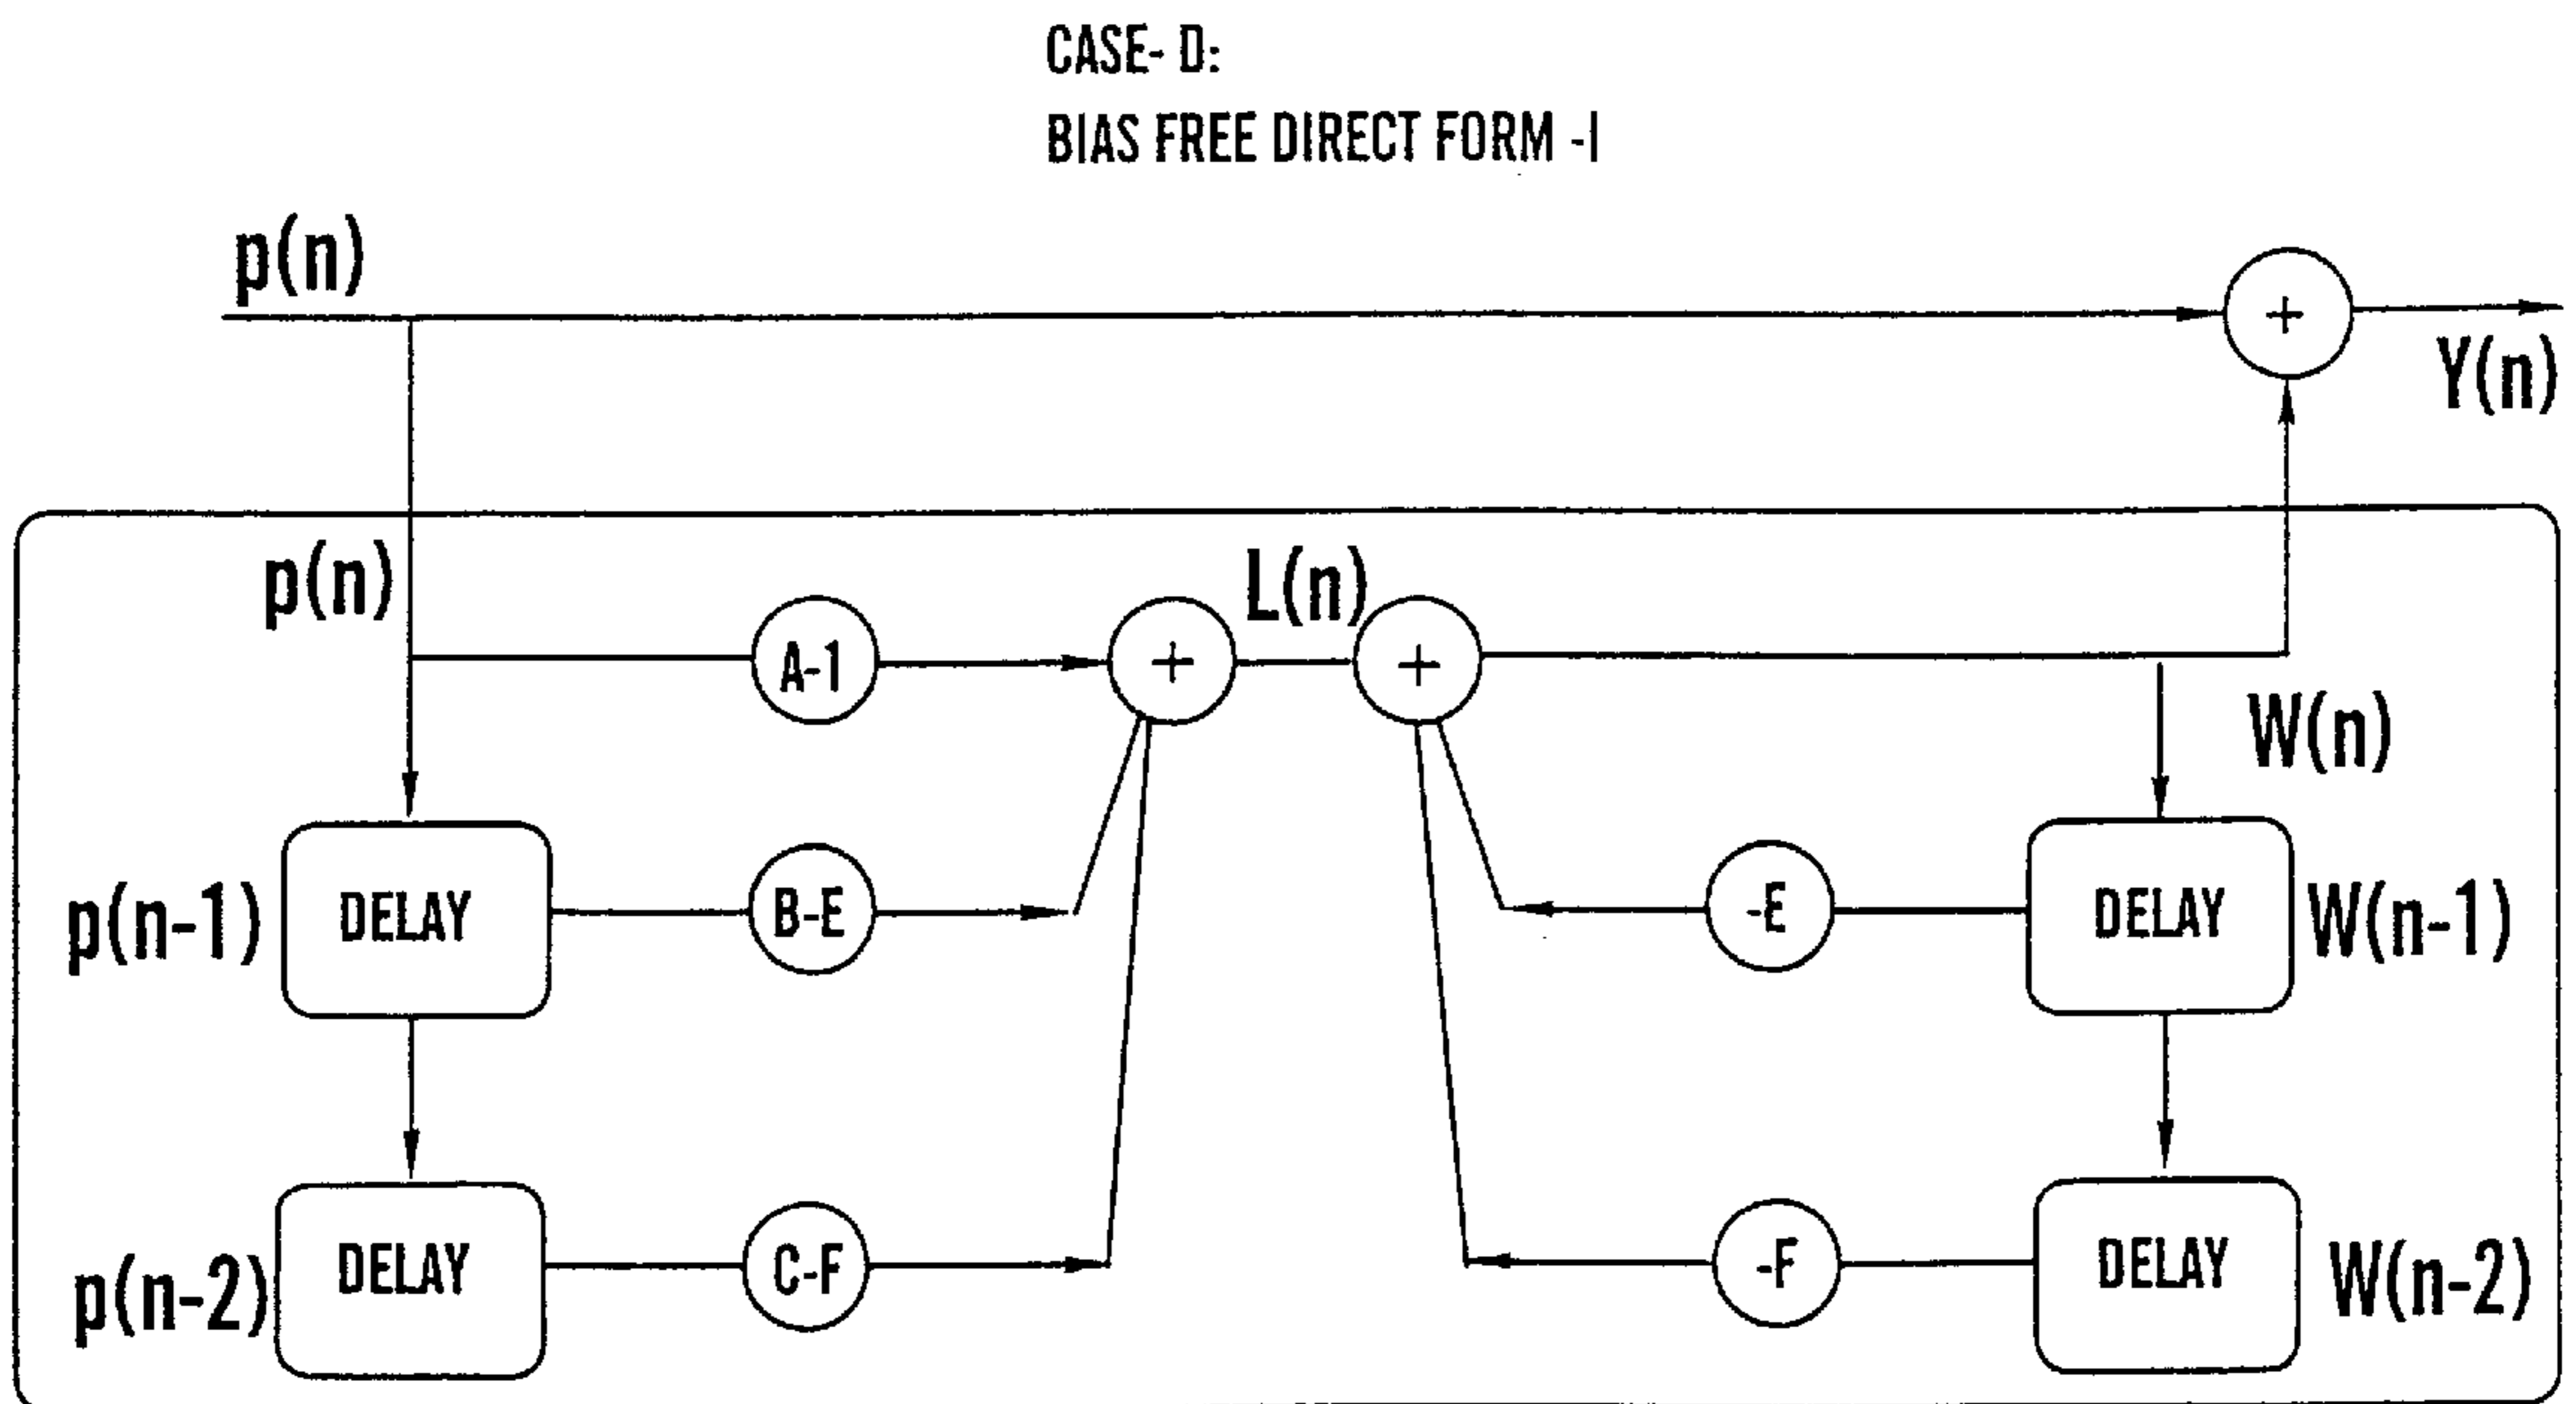 CASE- D:
BIAS FREE DIRECT FORM -I
p(n)
+
Y(n)
p(n)
A-1
+
L(n)
+
W(n)
p(n-1)
DELAY
B-E
-E
DELAY
W(n-1)
p(n-2)
DELAY
C-F
-F
DELAY
W(n-2)